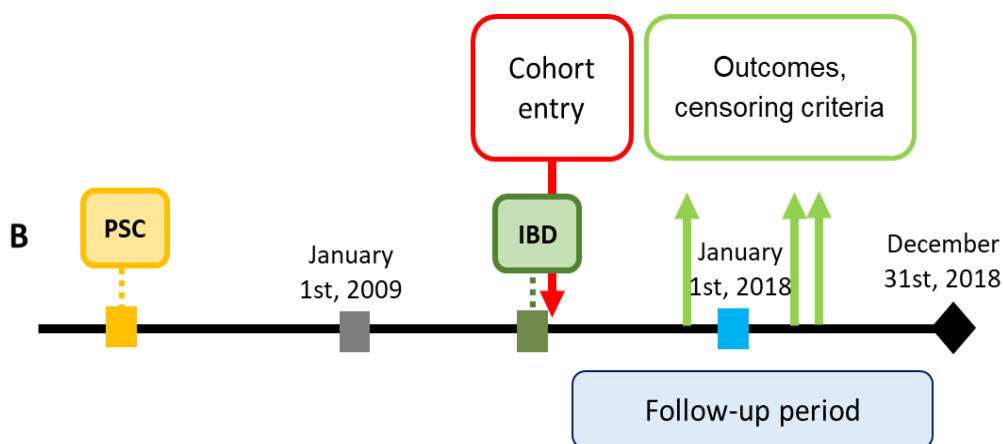 Cohort
entry
Outcomes,
censoring criteria
B
PSC
January
1st, 2009
IBD
January
1st, 2018
December
31st, 2018
Follow-up period